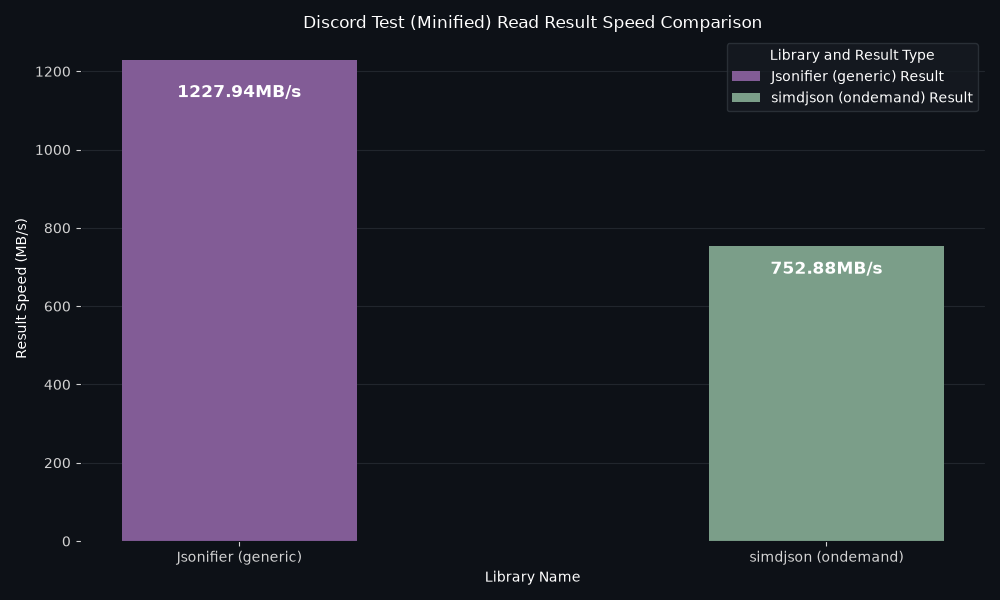 Discord Test (Minified) Read Result Speed Comparison
Library and Result Type
Jsonifier (generic) Result
simdjson (ondemand) Result
1227.94MB/s
752.88MB/s
Result Speed (MB/s)
1200
1000
800
600
400
200
0
Jsonifier (generic)
simdjson (ondemand)
Library Name